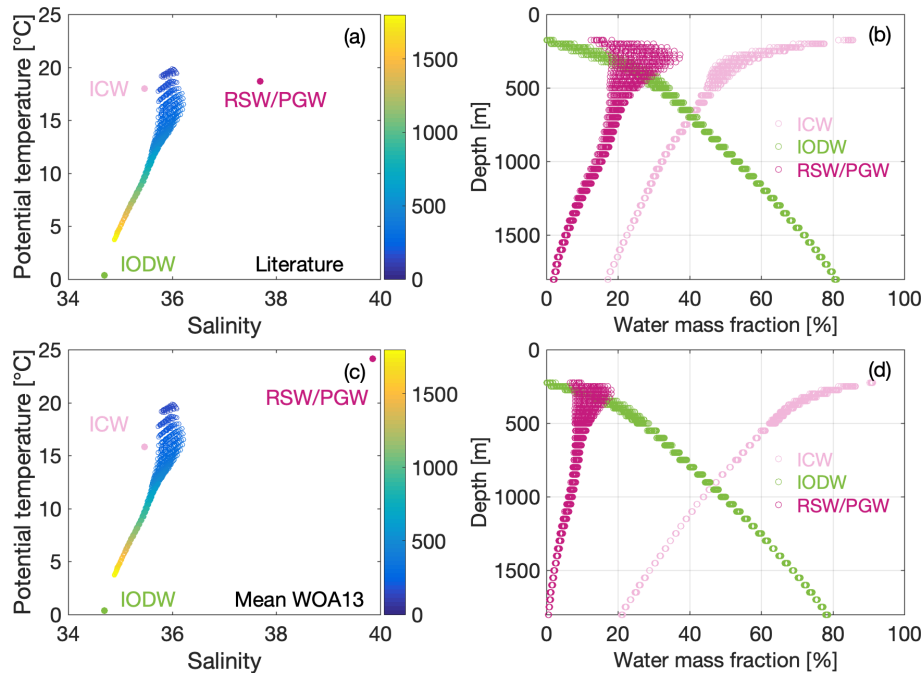 (a)
25
20
15
10
5
0
Potential temperature [°C]
ICW
RSW/PGW
IODW
Literature
34
36
38
40
Salinity
1500
1000
500
0
(b)
0
500
1000
1500
Depth [m]
ICW
IODW
RSW/PGW
0
20
40
60
80
100
Water mass fraction [%]
(c)
25
20
15
10
5
0
Potential temperature [°C]
RSW/PGW
ICW
IODW
Mean WOA13
34
36
38
40
Salinity
1500
1000
500
0
(d)
0
500
1000
1500
Depth [m]
ICW
IODW
RSW/PGW
0
20
40
60
80
100
Water mass fraction [%]